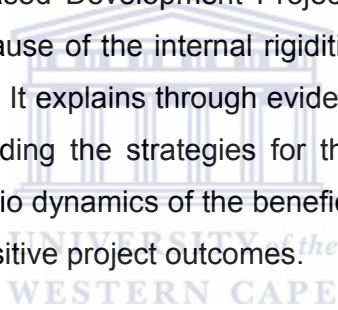 ased Development Projec
ause of the internal rigiditi
It explains through evide
ding the strategies for th
io dynamics of the benefic
UNIVERSITY of the
sitive project outcomes.
WESTERN CAPE